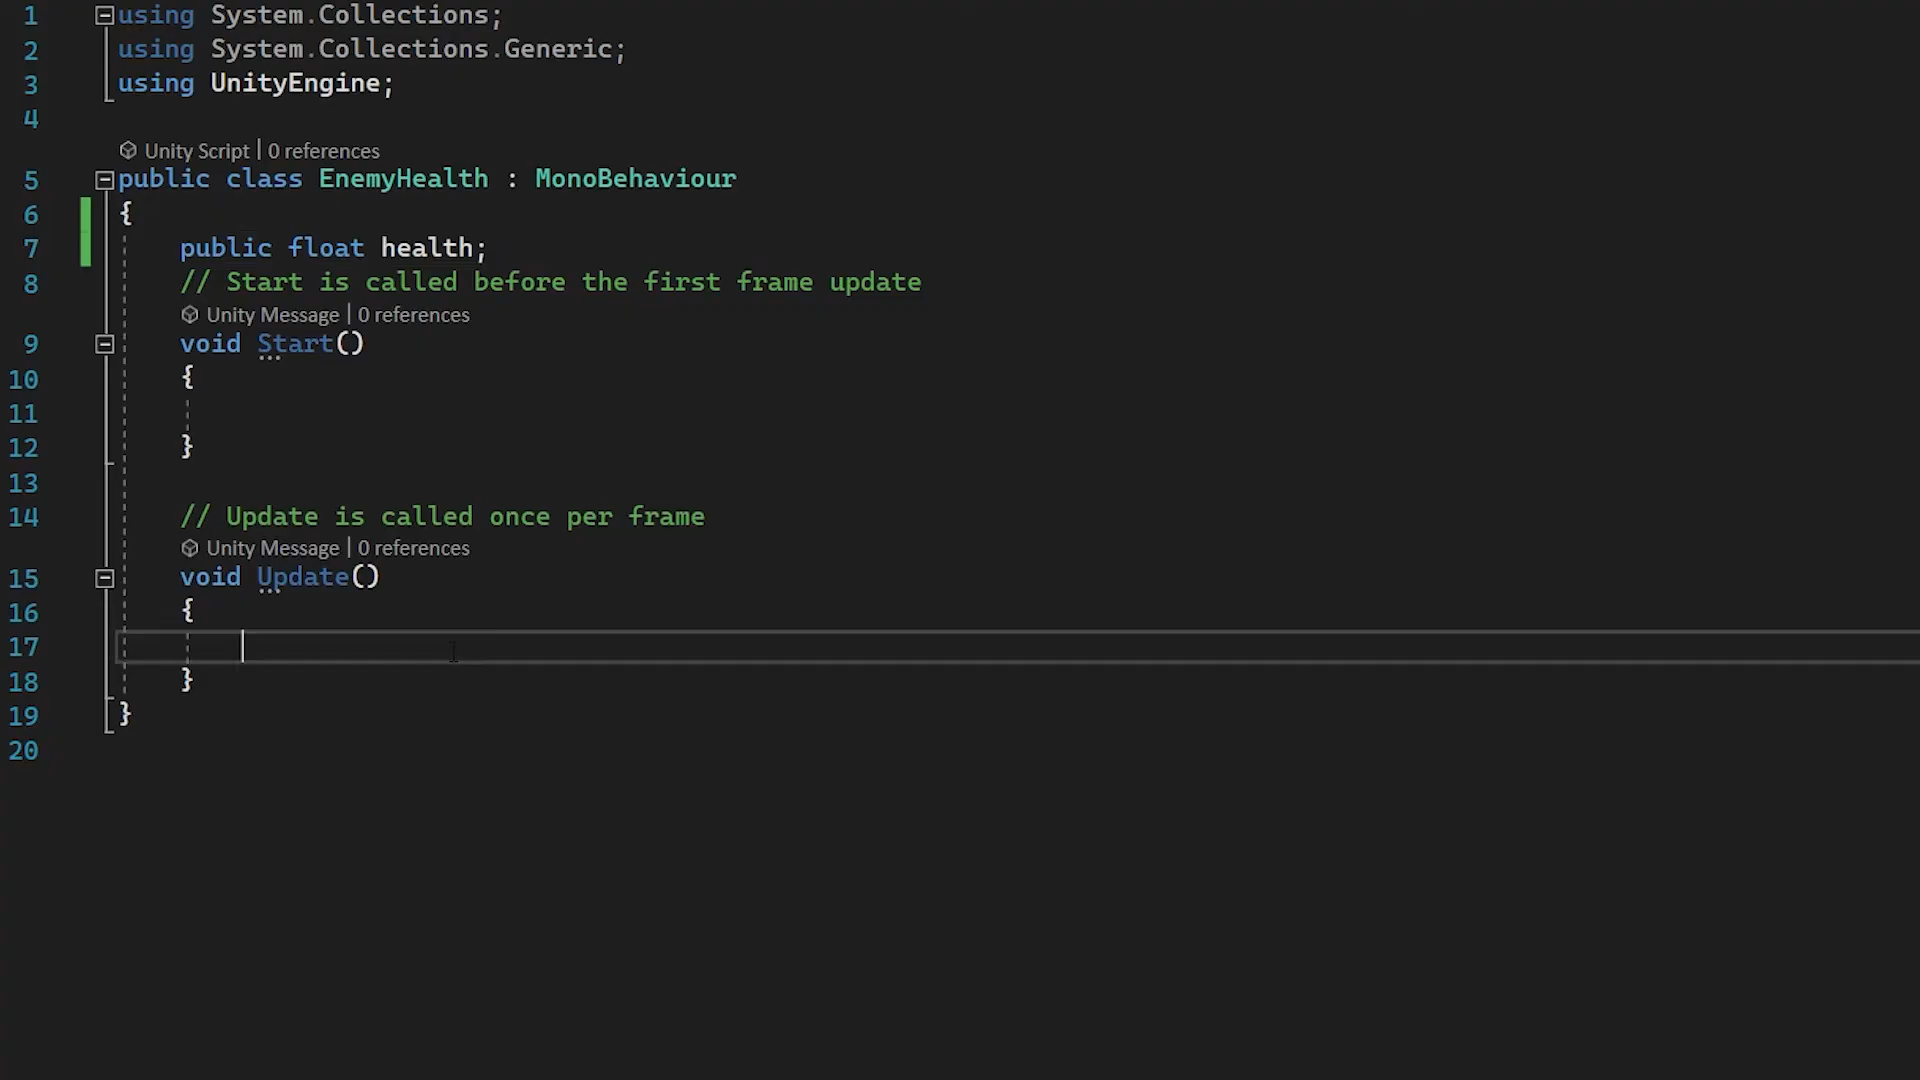 1 using System.Collections;
2 using System.Collections.Generic;
3 using UnityEngine;
4
Unity Script | 0 references
5 public class EnemyHealth : MonoBehaviour
6 {
7 public float health;
8 // Start is called before the first frame update
Unity Message | 0 references
9 void Start()
10 {
11
12 }
13
14 // Update is called once per frame
Unity Message | 0 references
15 void Update()
16 {
17
18 }
19 }
20